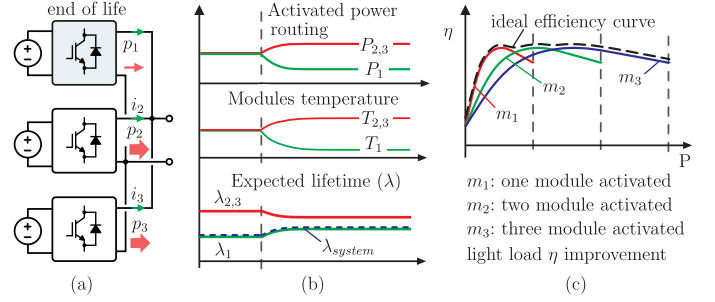 end of life
p1
i2
p2
i3
p3
(a)
Activated power
routing
P2,3
P1
Modules temperature
T2,3
T1
Expected lifetime (λ)
λ2,3
λ1
λsystem
(b)
η
ideal efficiency curve
m3
m2
m1
P
m1: one module activated
m2: two module activated
m3: three module activated
light load η improvement
(c)